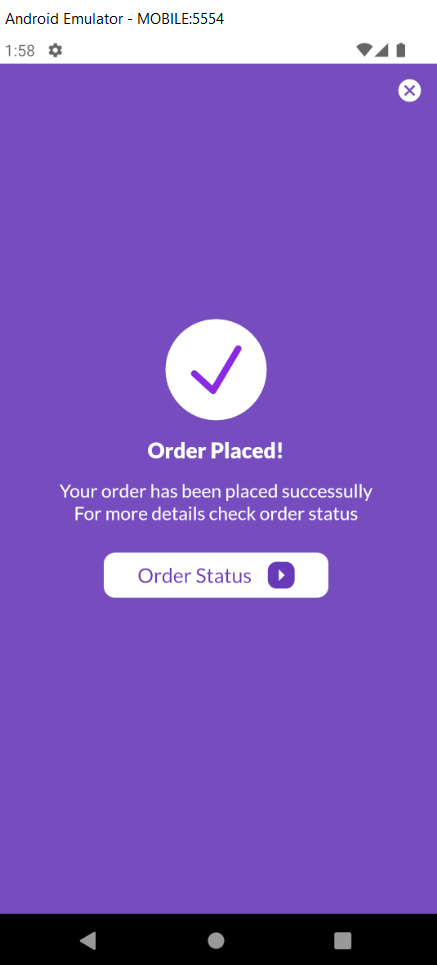 Android Emulator - MOBILE:5554
1:58
Order Placed!
Your order has been placed successully
For more details check order status
Order Status